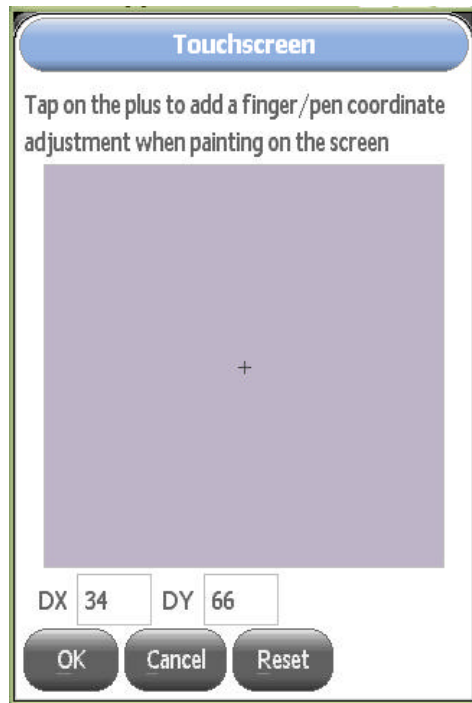 Touchscreen
Tap on the plus to add a finger/pen coordinate
adjustment when painting on the screen
DX 34 DY 66
OK Cancel Reset